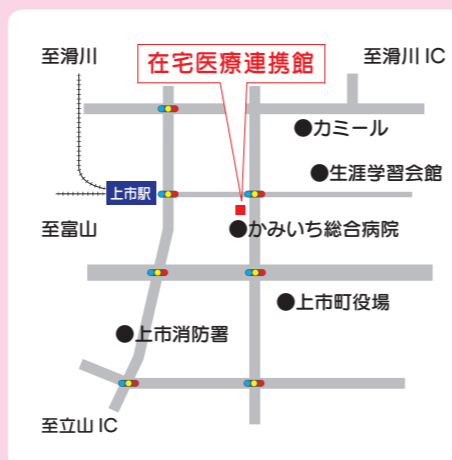 至滑川
在宅医療連携館
至滑川 IC
●カミール
●生涯学習会館
上市駅
至富山
●かみいち総合病院
●上市町役場
●上市消防署
至立山 IC